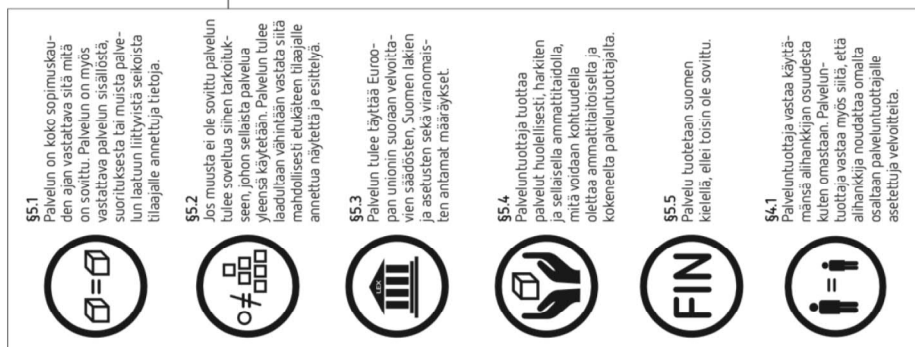 §5.1
Palvelun on koko sopimuskau-
den ajan vastattava sitä mitä
on sovittu. Palvelun on myös
vastattava palvelun sisällöstä,
suorituksesta tai muista palve-
lun laatuun liittyvistä seikoista
tilaajalle annettuja tietoja.
§5.2
Jos muusta ei ole sovittu palvelun
tulee soveltua siihen tarkoituk-
seen, johon sellaista palvelua
yleensä käytetään. Palvelun tulee
laadultaan vähintään vastata siitä
mahdollisesti etukäteen tilaajalle
annettua näytettä ja esittelyä.
LEX
§5.3
Palvelun tulee täyttää Euroo-
pan unionin suoraan velvoitta-
vien säädösten, Suomen lakien
ja asetusten sekä viranomais-
ten antamat määräykset.
§5.4
Palveluntuottaja tuottaa
palvelut huolellisesti, harkiten
ja sellaisella ammattitaidolla,
mitä voidaan kohtuudella
olettaa ammattitaitoiselta ja
kokeneelta palveluntuottajalta.
FIN
§5.5
Palvelu tuotetaan suomen
kielellä, ellei toisin ole sovittu.
§4.1
Palveluntuottaja vastaa käyttä-
mänsä alihankkijan osuudesta
kuten omastaan. Palvelun-
tuottaja vastaa myös siitä, että
alihankkija noudattaa omalta
osaltaan palveluntuottajalle
asetettuja velvoitteita.